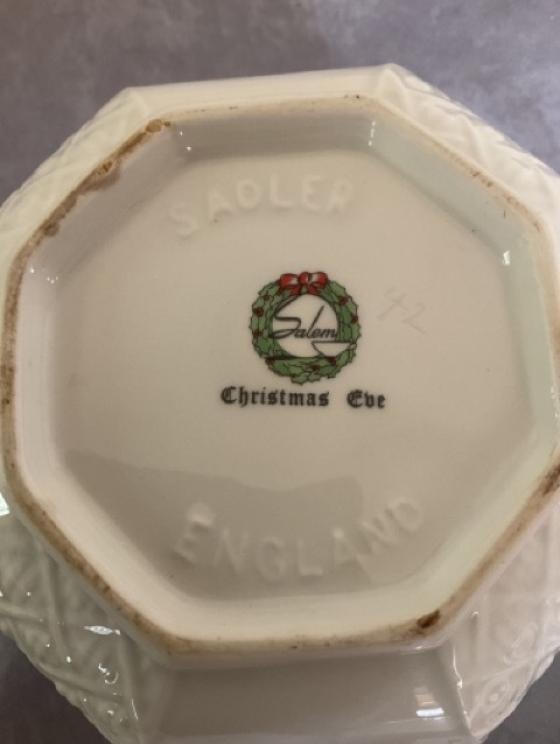 SADLER
42
Salem
Christmas Eve
ENGLAND